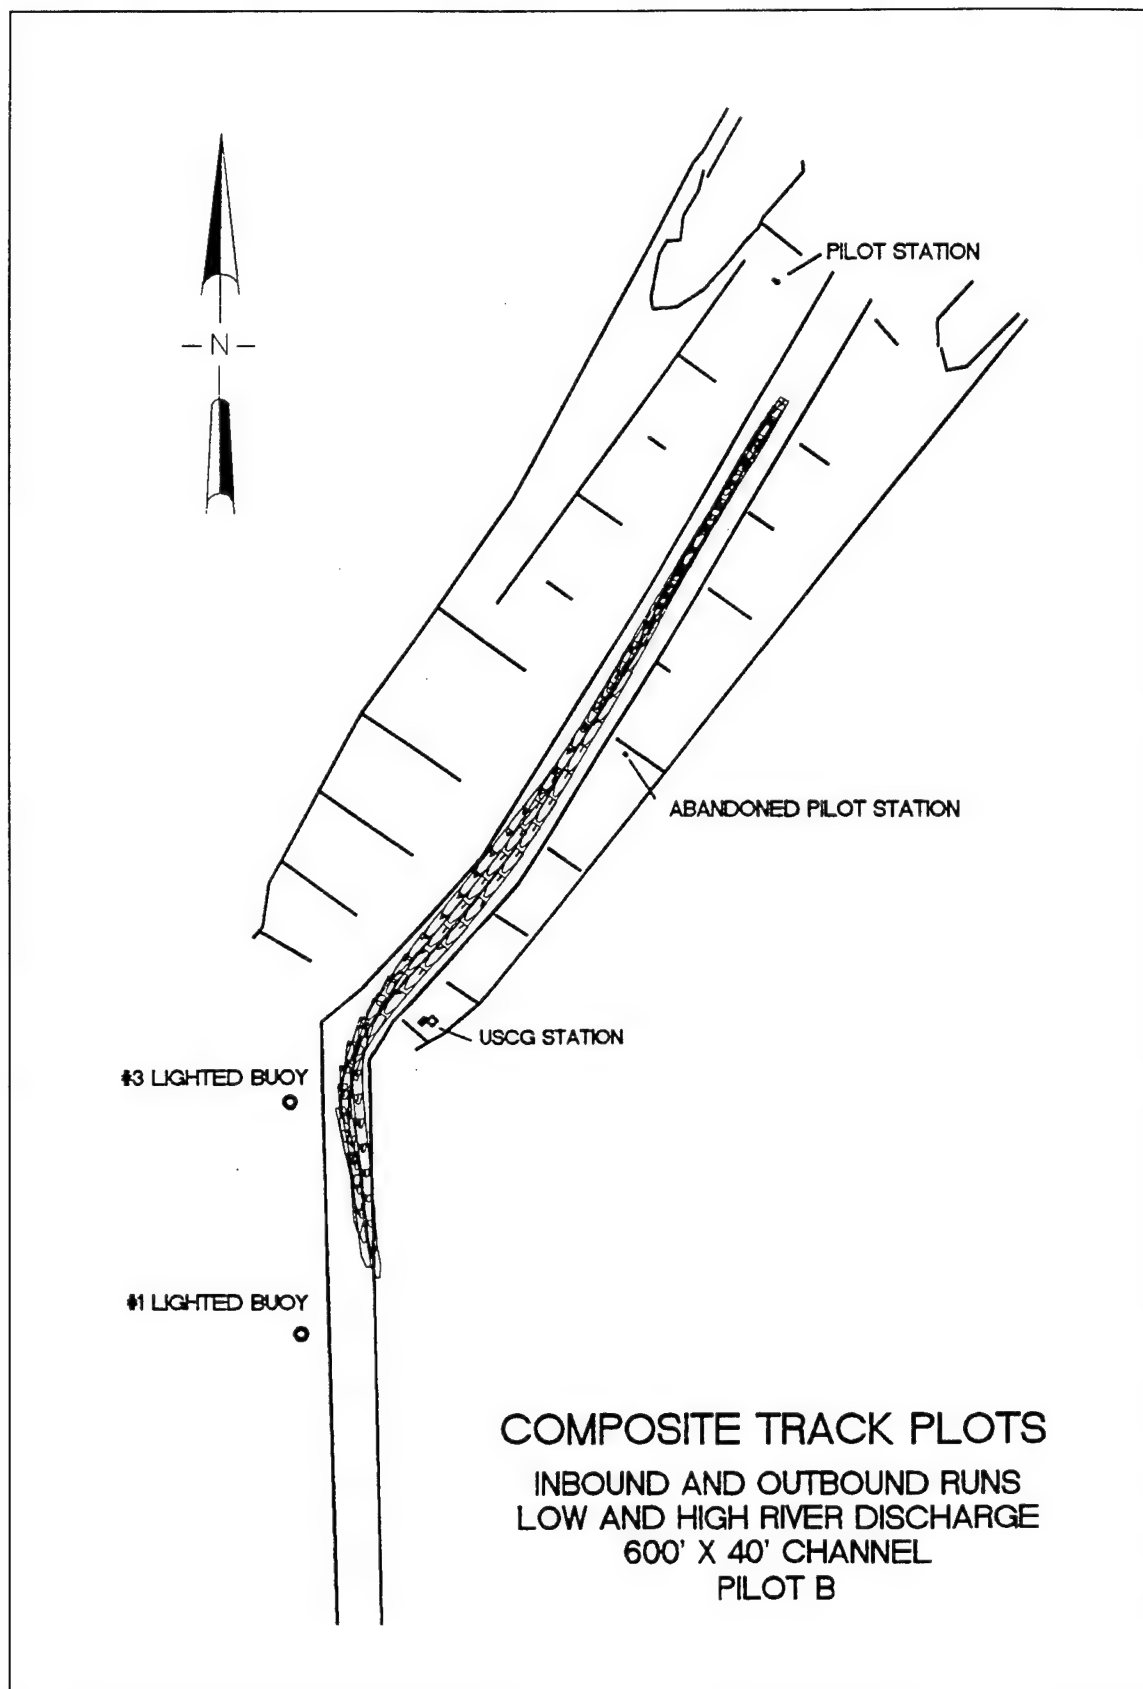 - N -
PILOT STATION
ABANDONED PILOT STATION
USCG STATION
#3 LIGHTED BUOY
#1 LIGHTED BUOY
COMPOSITE TRACK PLOTS
INBOUND AND OUTBOUND RUNS
LOW AND HIGH RIVER DISCHARGE
600' X 40' CHANNEL
PILOT B